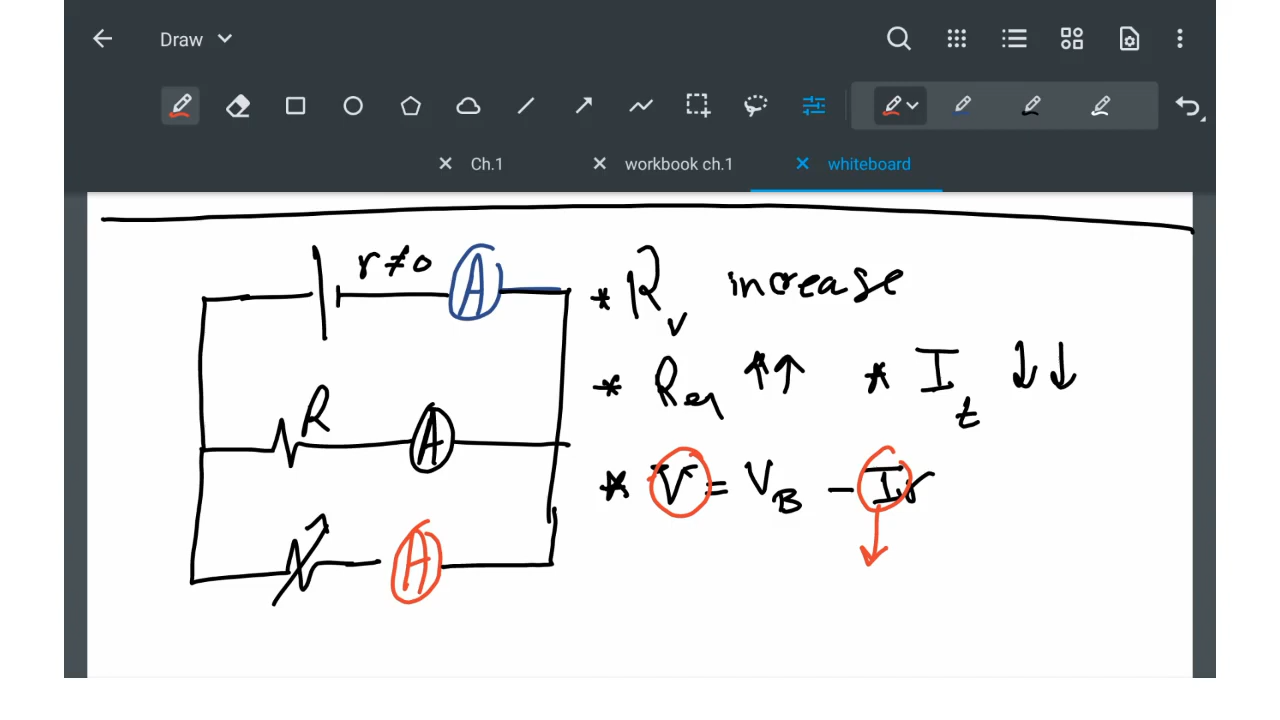 Draw
Ch.1
workbook ch.1
whiteboard
r≠0 A
* Rv increase
* Req ↑↑ * It ↓↓
R A
* V = VB - Ir
A